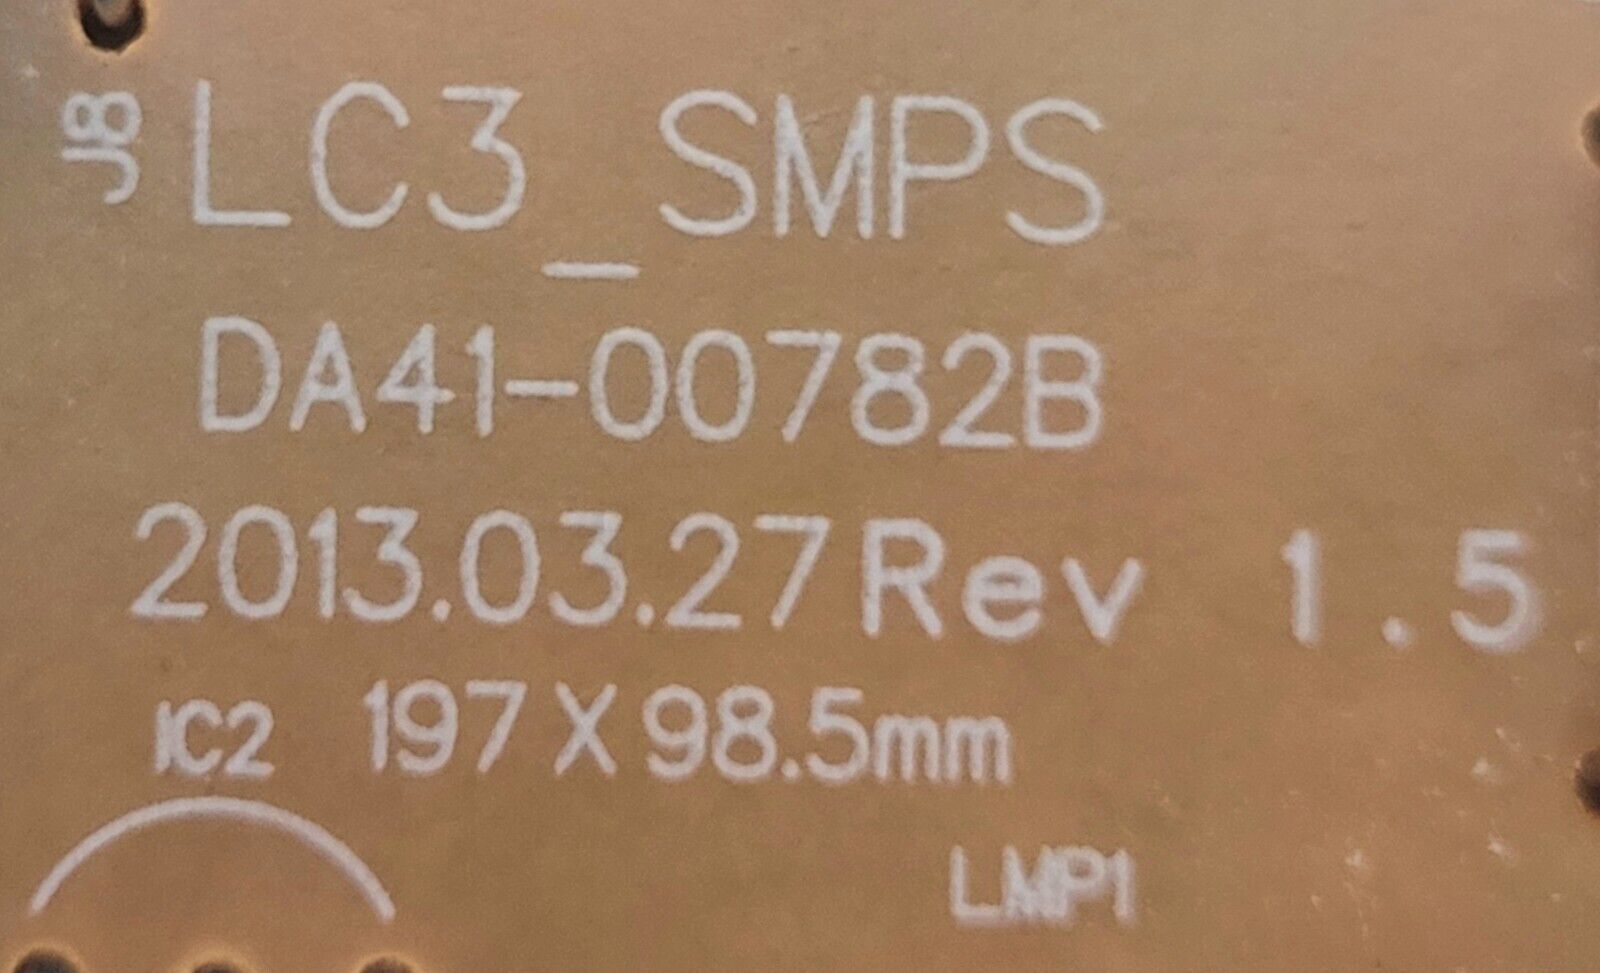 J8
LC3_SMPS
DA41-00782B
2013.03.27 Rev 1.5
IC2 197 X 98.5mm
LMP1